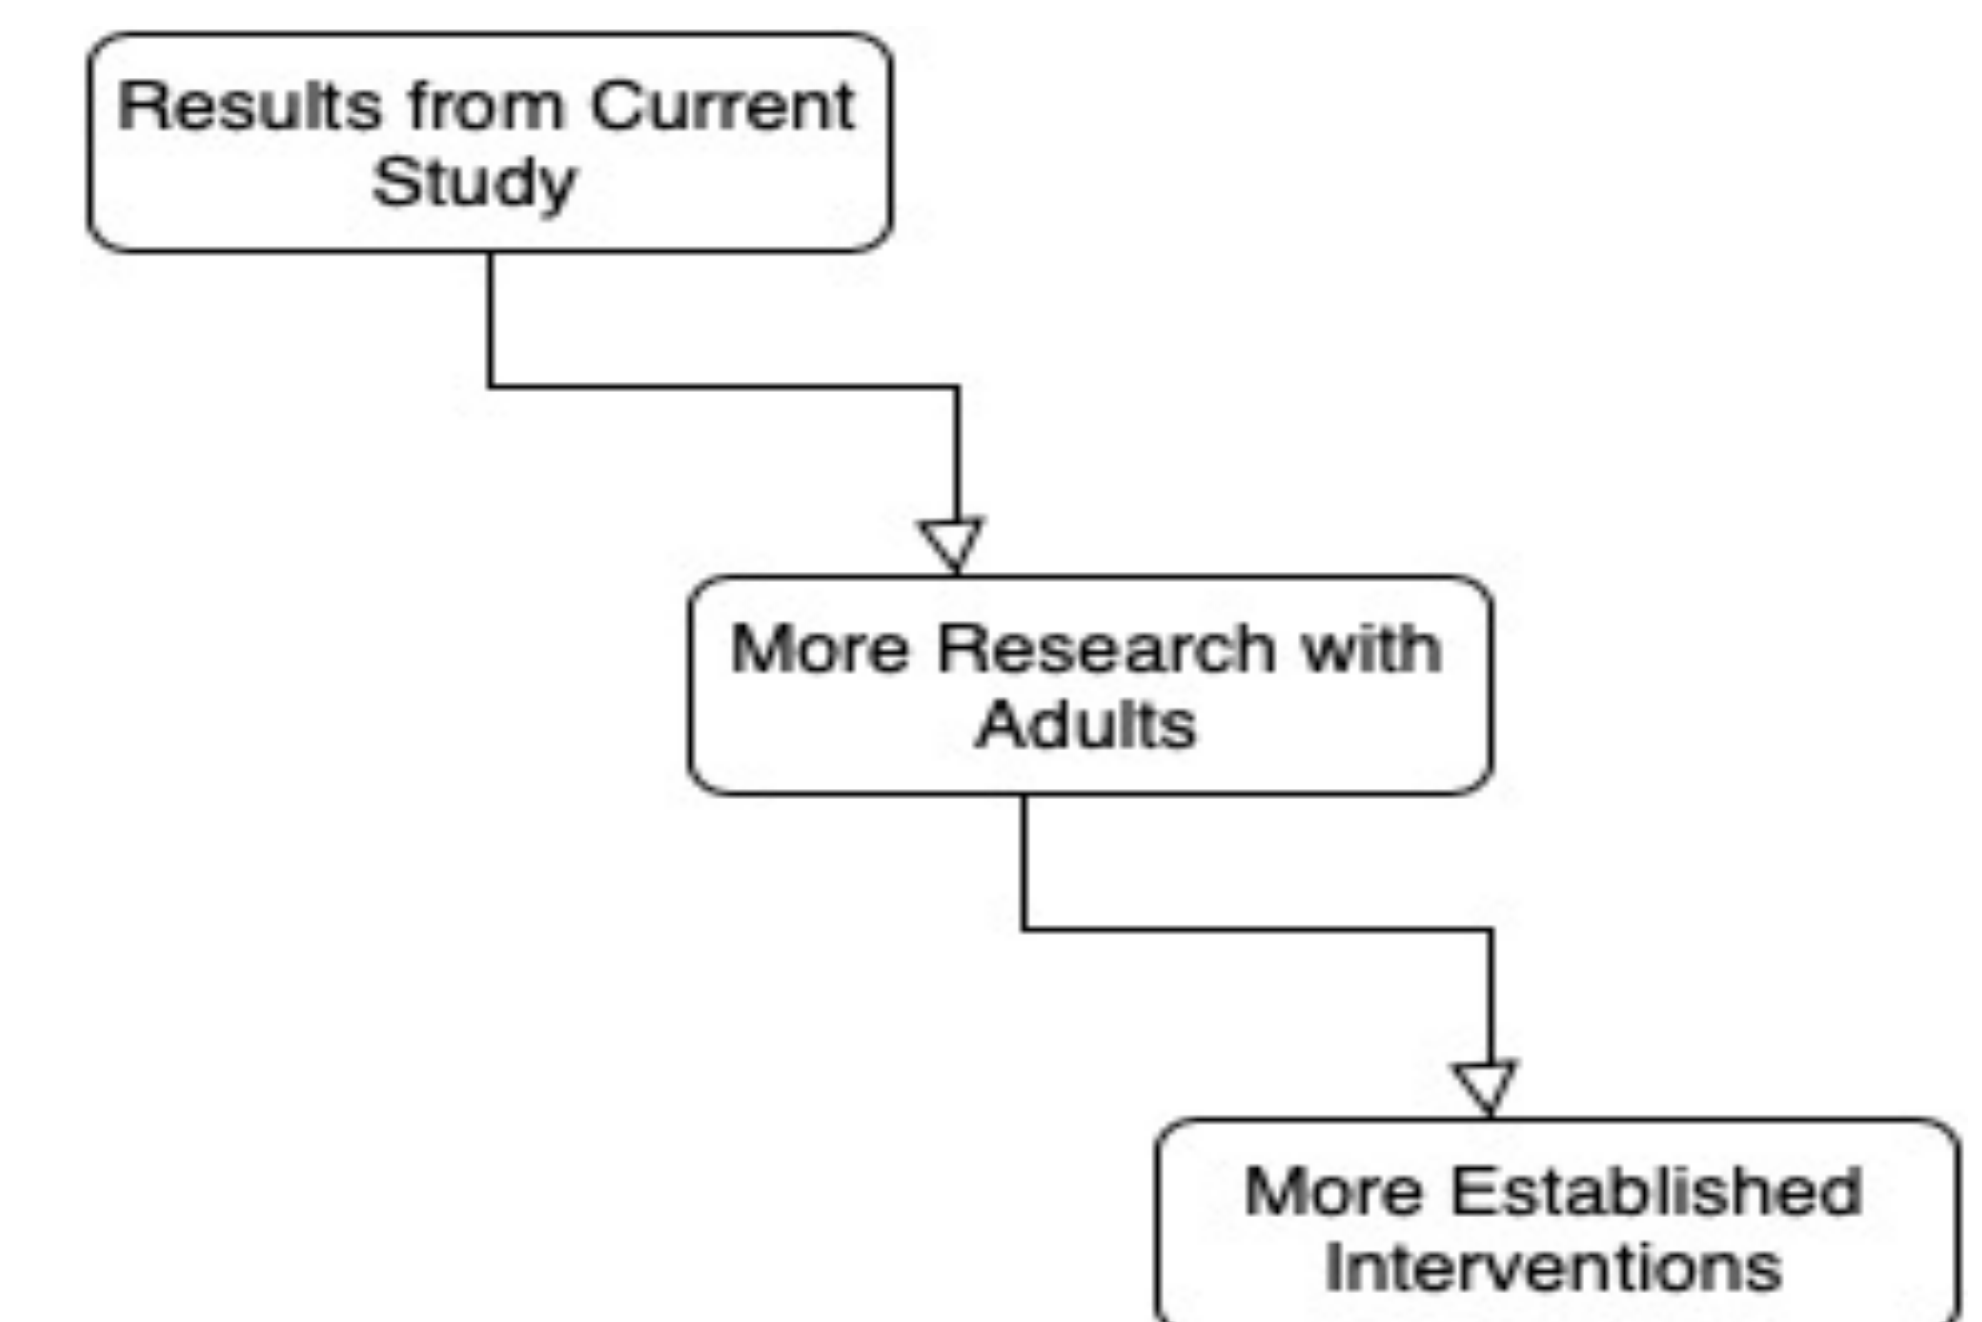 Results from Current
Study
More Research with
Adults
More Established
Interventions